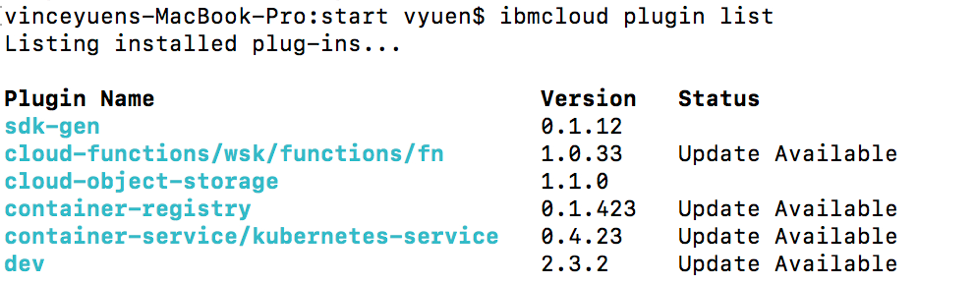 vinceyuens-MacBook-Pro:start vyuen$ ibmcloud plugin list
Listing installed plug-ins...
Plugin Name Version Status
sdk-gen 0.1.12
cloud-functions/wsk/functions/fn 1.0.33 Update Available
cloud-object-storage 1.1.0
container-registry 0.1.423 Update Available
container-service/kubernetes-service 0.4.23 Update Available
dev 2.3.2 Update Available